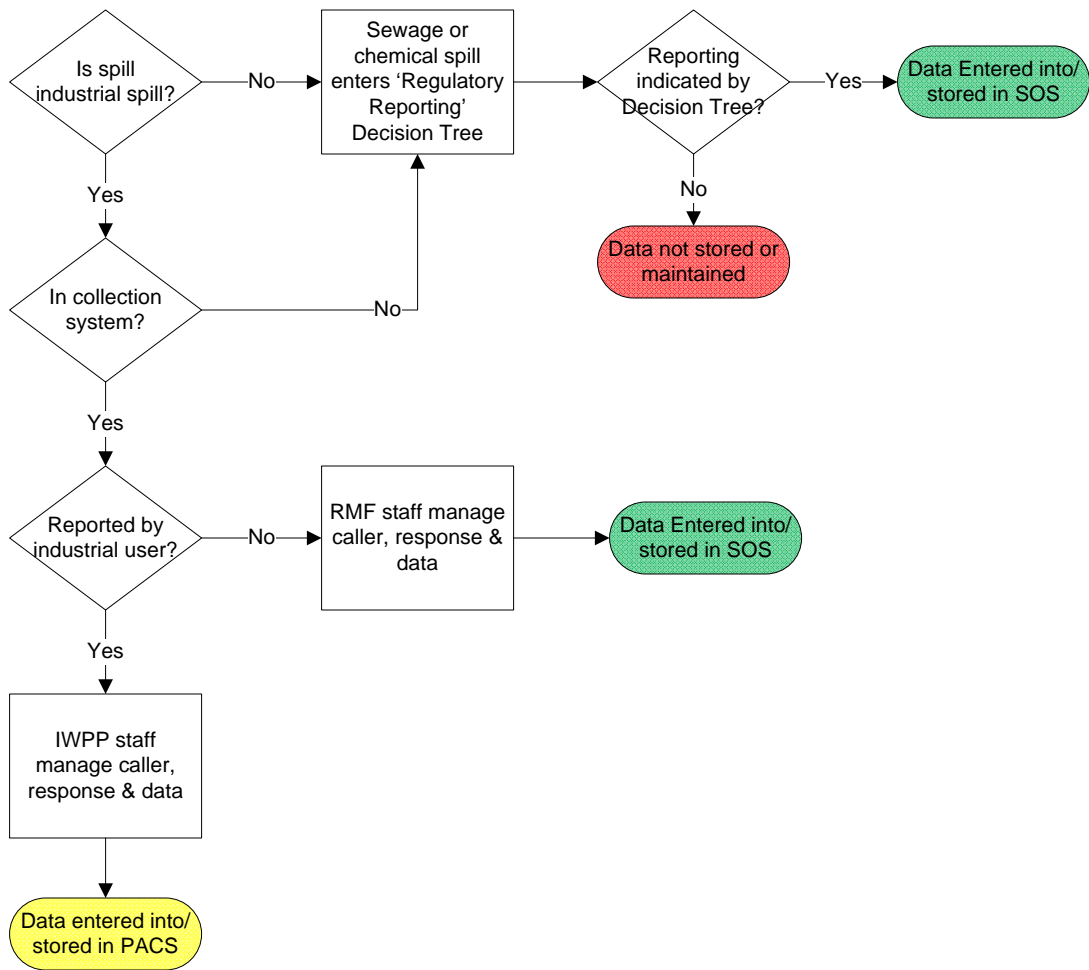 Is spill
industrial spill?
No
Sewage or
chemical spill
enters ‘Regulatory
Reporting’
Decision Tree
Reporting
indicated by
Decision Tree?
Yes
Data Entered into/
stored in SOS
No
Data not stored or
maintained
Yes
In collection
system?
No
Yes
Reported by
industrial user?
No
RMF staff manage
caller, response &
data
Data Entered into/
stored in SOS
Yes
IWPP staff
manage caller,
response & data
Data entered into/
stored in PACS